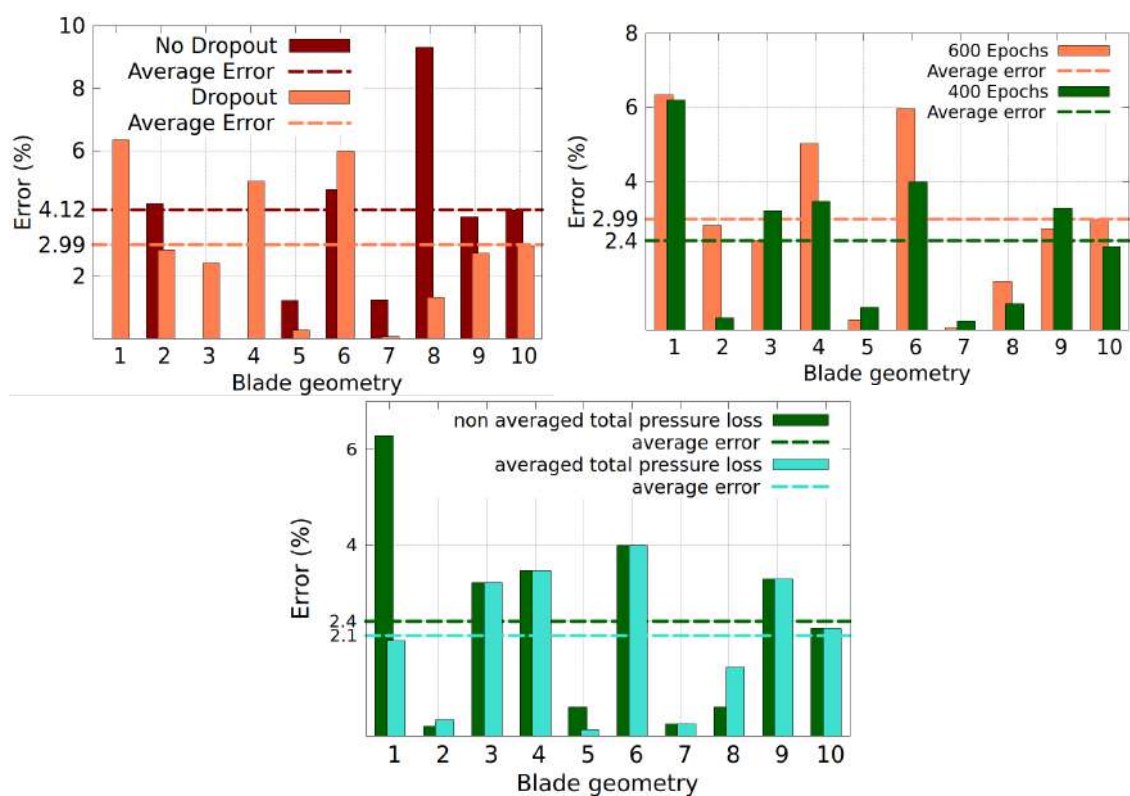 10
8
6
4.12
2.99
2
Error (%)
No Dropout
Average Error
Dropout
Average Error
1 2 3 4 5 6 7 8 9 10
Blade geometry
8
6
4
2.99
2.4
Error (%)
600 Epochs
Average error
400 Epochs
Average error
1 2 3 4 5 6 7 8 9 10
Blade geometry
6
4
2.4
2.1
Error (%)
non averaged total pressure loss
average error
averaged total pressure loss
average error
1 2 3 4 5 6 7 8 9 10
Blade geometry